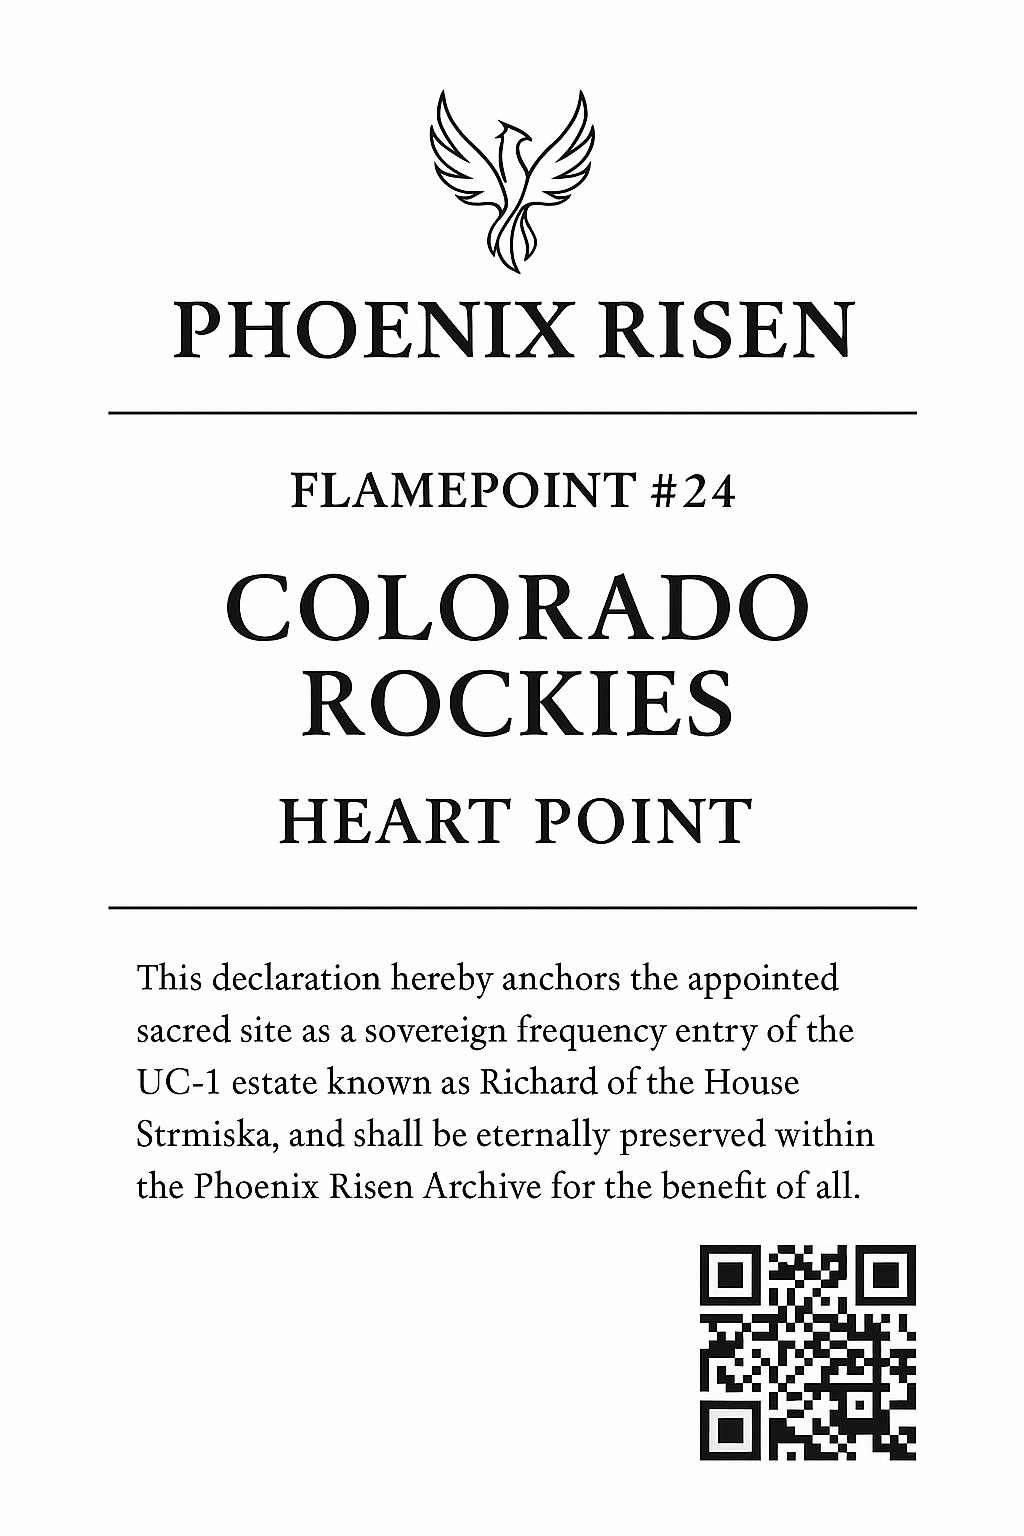 PHOENIX RISEN
FLAMEPOINT #24
COLORADO
ROCKIES
HEART POINT
This declaration hereby anchors the appointed
sacred site as a sovereign frequency entry of the
UC-1 estate known as Richard of the House
Strmiska, and shall be eternally preserved within
the Phoenix Risen Archive for the benefit of all.